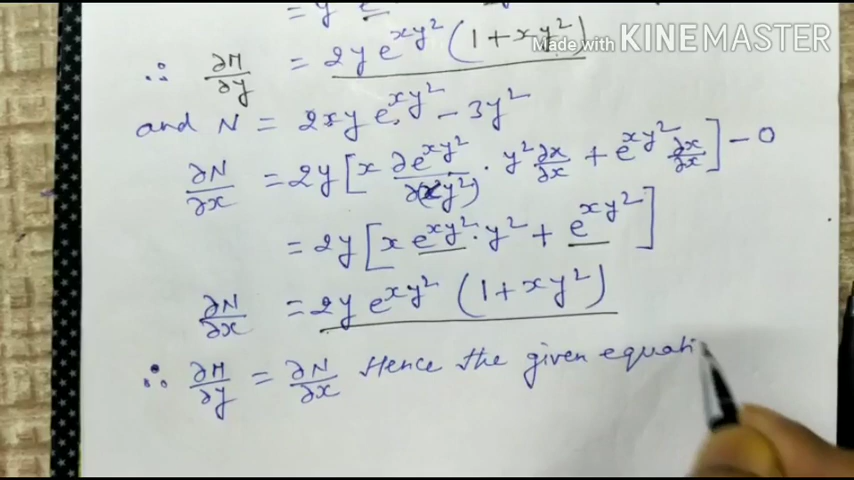 = y e
∴ ∂M/∂y = 2y e^{xy²} (1 + xy²)
Made with KINEMASTER
and N = 2xy e^{xy²} - 3y²
∂N/∂x = 2y [ x ∂e^{xy²}/∂(xy²) . y² ∂x/∂x + e^{xy²} ∂x/∂x ] - 0
= 2y [ x e^{xy²} . y² + e^{xy²} ]
∂N/∂x = 2y e^{xy²} (1 + xy²)
∴ ∂M/∂y = ∂N/∂x Hence the given equati